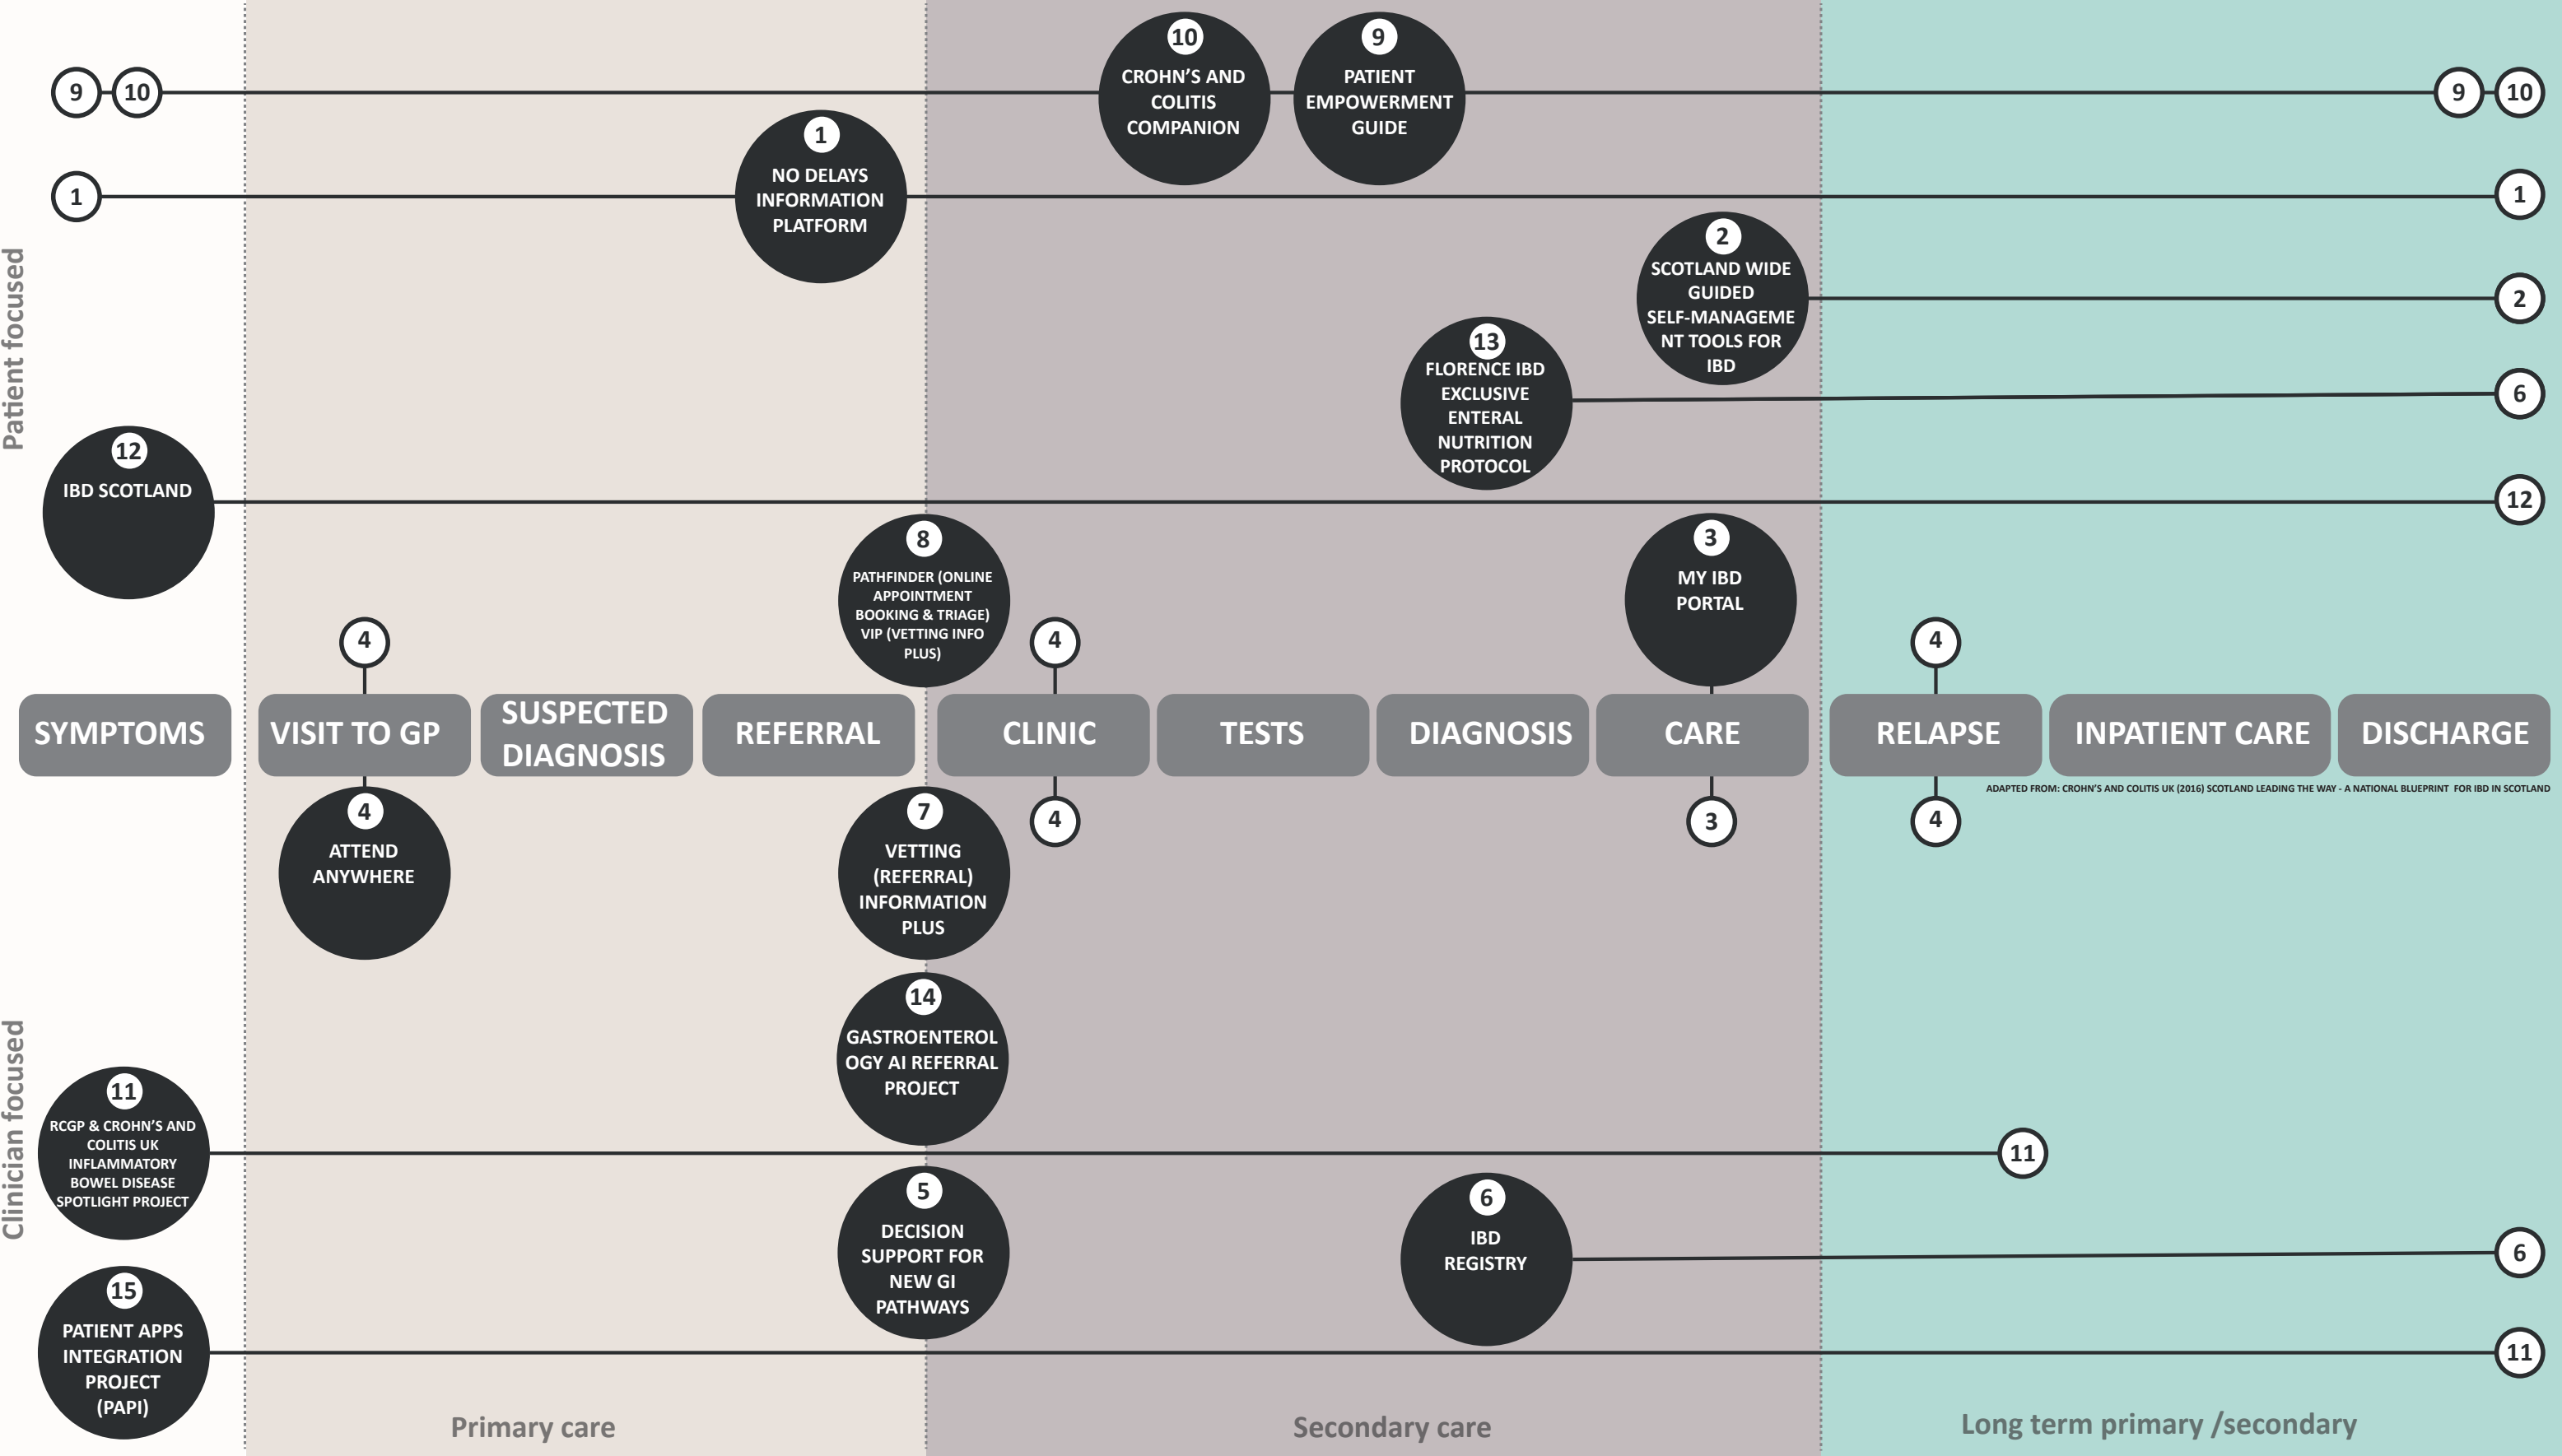 10
CROHN'S AND
COLITIS
COMPANION
9
PATIENT
EMPOWERMENT
GUIDE
9
10
9
10
1
NO DELAYS
INFORMATION
PLATFORM
1
1
Patient focused
2
SCOTLAND WIDE
GUIDED
SELF-MANAGEME
NT TOOLS FOR
IBD
2
13
FLORENCE IBD
EXCLUSIVE
ENTERAL
NUTRITION
PROTOCOL
6
12
IBD SCOTLAND
12
8
PATHFINDER (ONLINE
APPOINTMENT
BOOKING & TRIAGE)
VIP (VETTING INFO
PLUS)
3
MY IBD
PORTAL
4
4
4
SYMPTOMS
VISIT TO GP
SUSPECTED
DIAGNOSIS
REFERRAL
CLINIC
TESTS
DIAGNOSIS
CARE
RELAPSE
INPATIENT CARE
DISCHARGE
ADAPTED FROM: CROHN'S AND COLITIS UK (2016) SCOTLAND LEADING THE WAY - A NATIONAL BLUEPRINT FOR IBD IN SCOTLAND
4
ATTEND
ANYWHERE
7
VETTING
(REFERRAL)
INFORMATION
PLUS
4
3
4
14
GASTROENTEROL
OGY AI REFERRAL
PROJECT
Clinician focused
11
RCGP & CROHN'S AND
COLITIS UK
INFLAMMATORY
BOWEL DISEASE
SPOTLIGHT PROJECT
11
5
DECISION
SUPPORT FOR
NEW GI
PATHWAYS
6
IBD
REGISTRY
6
15
PATIENT APPS
INTEGRATION
PROJECT
(PAPI)
11
Primary care
Secondary care
Long term primary /secondary